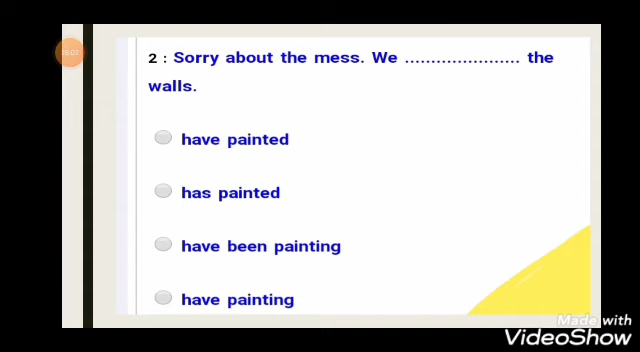 2 : Sorry about the mess. We ...................... the
walls.
have painted
has painted
have been painting
have painting
Made with
VideoShow